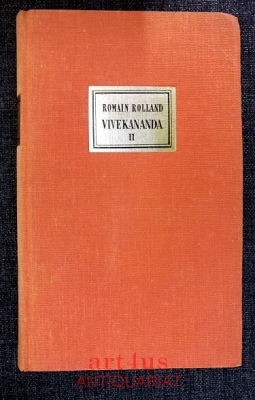 ROMAIN ROLLAND
VIVEKANANDA
II
art4us
ANTIQUARIAT